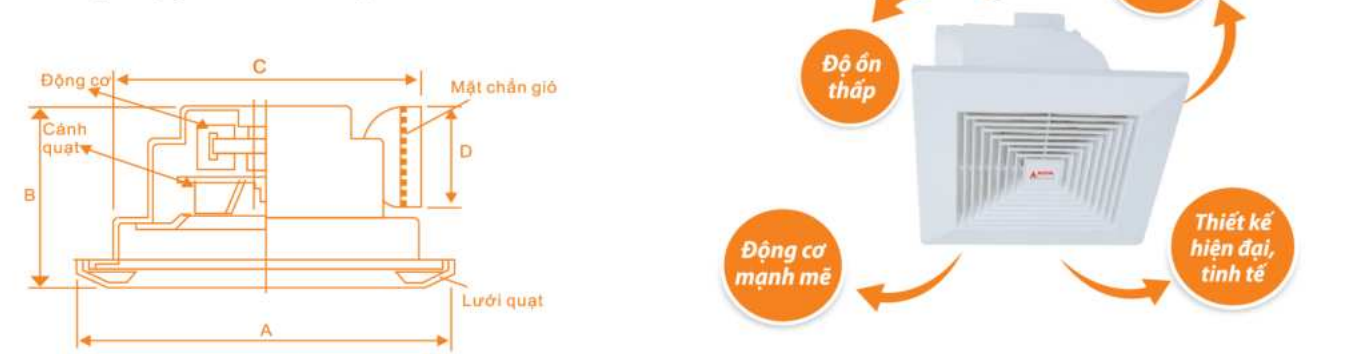 C
Động cơ
Mặt chắn gió
Cánh
quạt
D
B
Lưới quạt
A
Độ ồn
thấp
Động cơ
mạnh mẽ
Thiết kế
hiện đại,
tinh tế